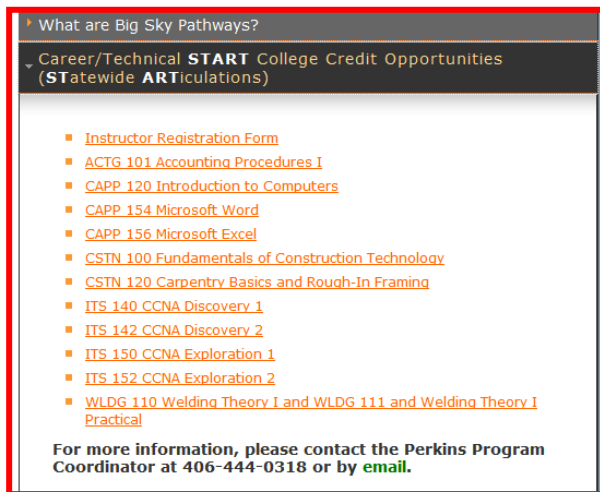 What are Big Sky Pathways?
Career/Technical START College Credit Opportunities
(STatewide ARTiculations)
Instructor Registration Form
ACTG 101 Accounting Procedures I
CAPP 120 Introduction to Computers
CAPP 154 Microsoft Word
CAPP 156 Microsoft Excel
CSTN 100 Fundamentals of Construction Technology
CSTN 120 Carpentry Basics and Rough-In Framing
ITS 140 CCNA Discovery 1
ITS 142 CCNA Discovery 2
ITS 150 CCNA Exploration 1
ITS 152 CCNA Exploration 2
WLDG 110 Welding Theory I and WLDG 111 and Welding Theory I
Practical
For more information, please contact the Perkins Program
Coordinator at 406-444-0318 or by email.